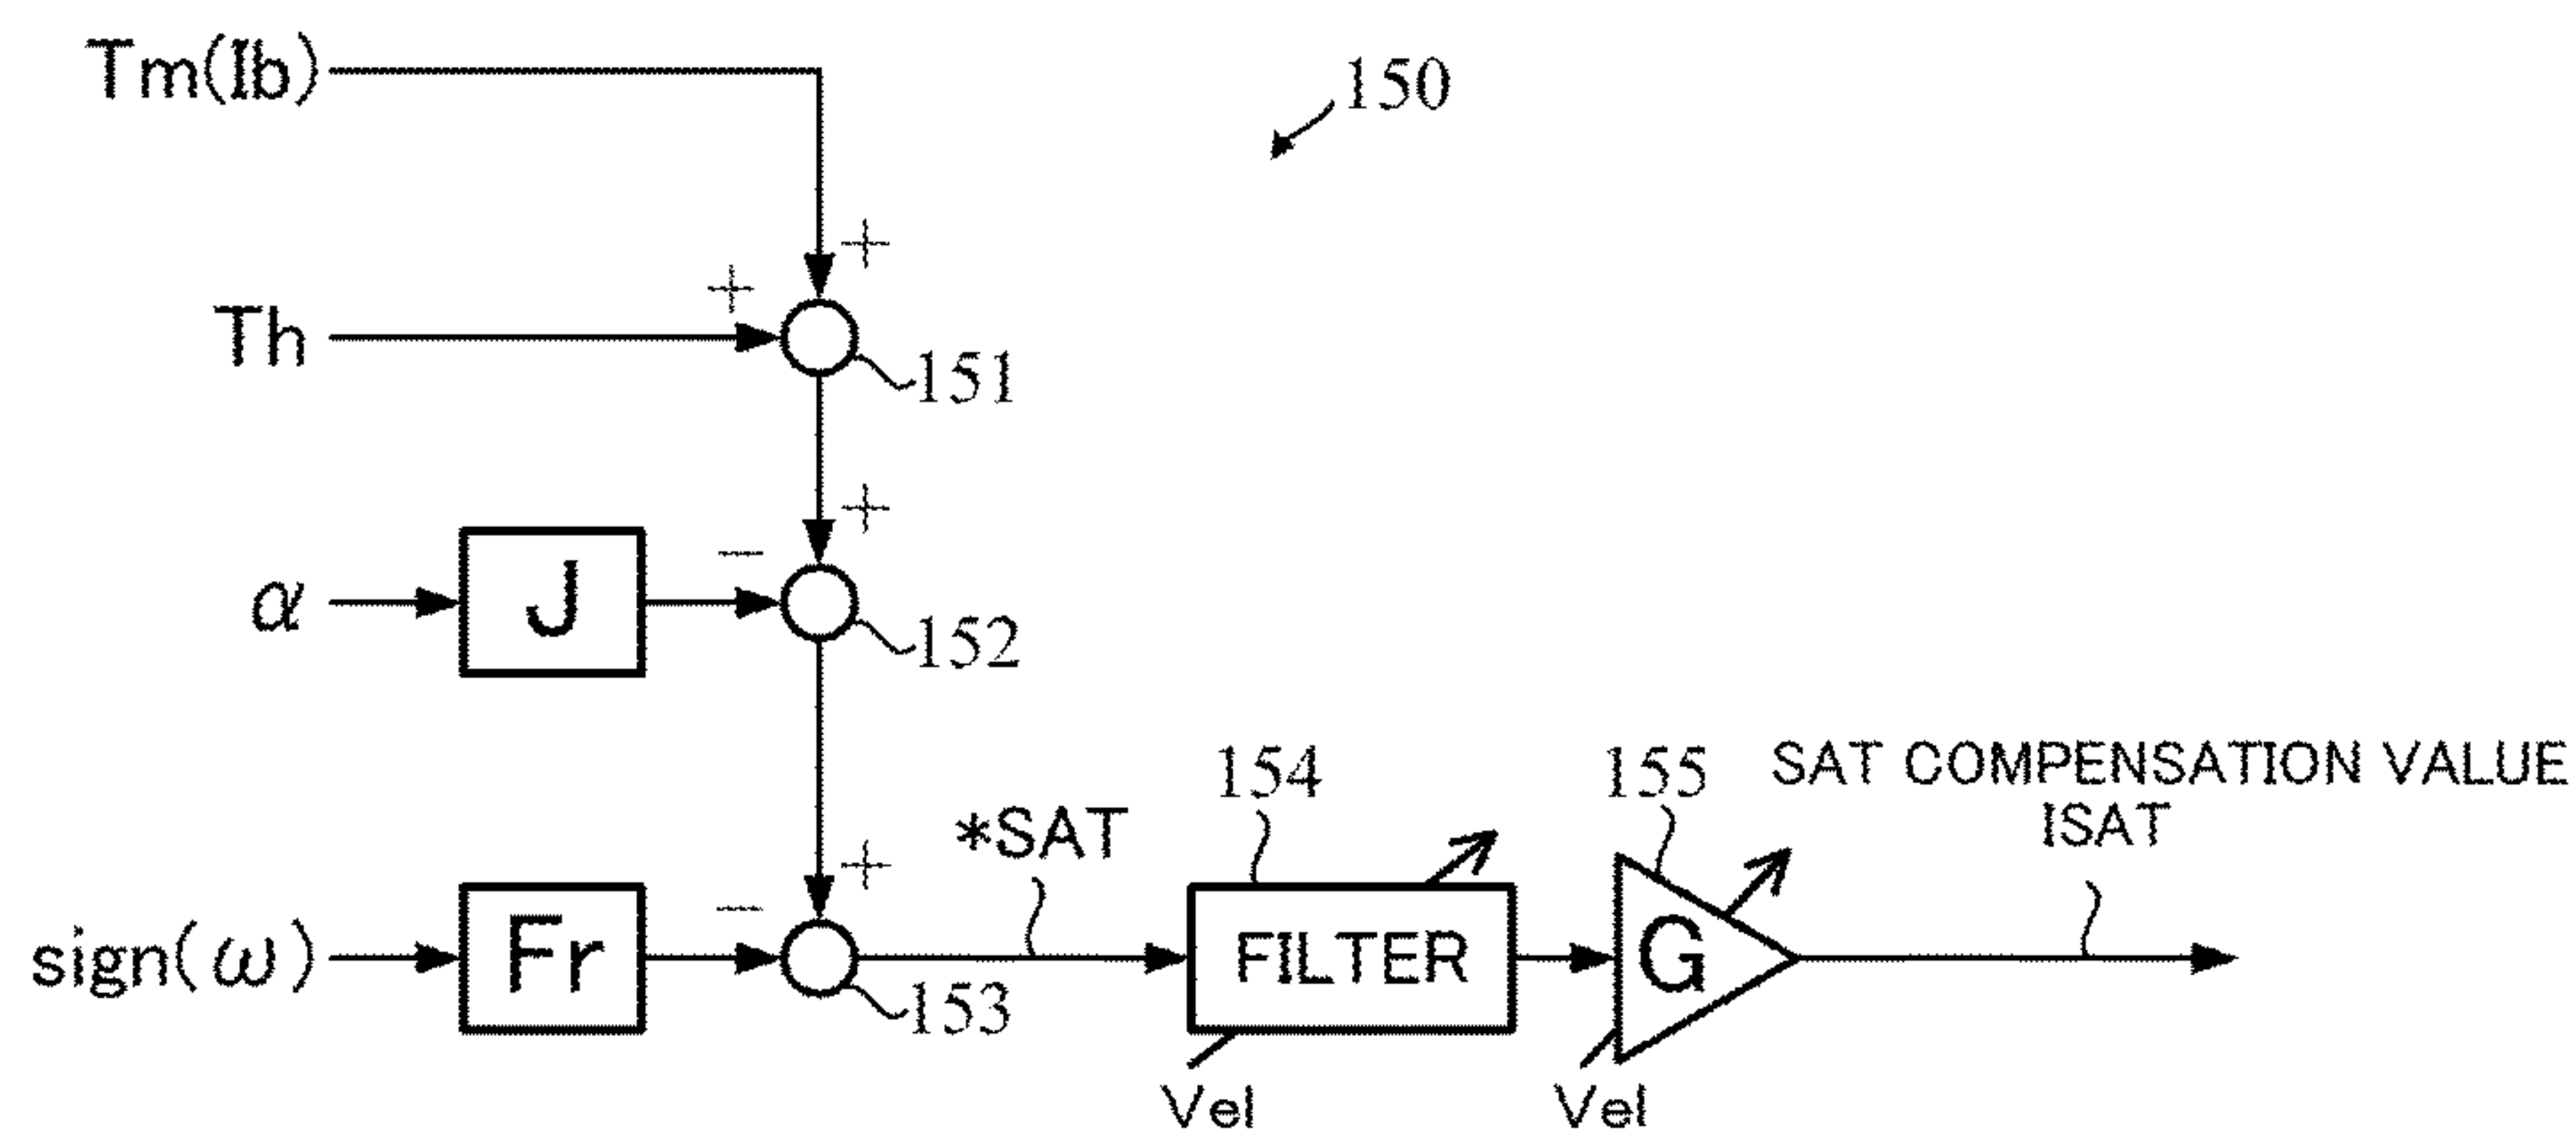 Tm(Ib)
150
+
+
Th
151
+
−
α
J
152
154
155
SAT COMPENSATION VALUE
ISAT
*SAT
+
−
sign(ω)
Fr
FILTER
G
153
Vel
Vel